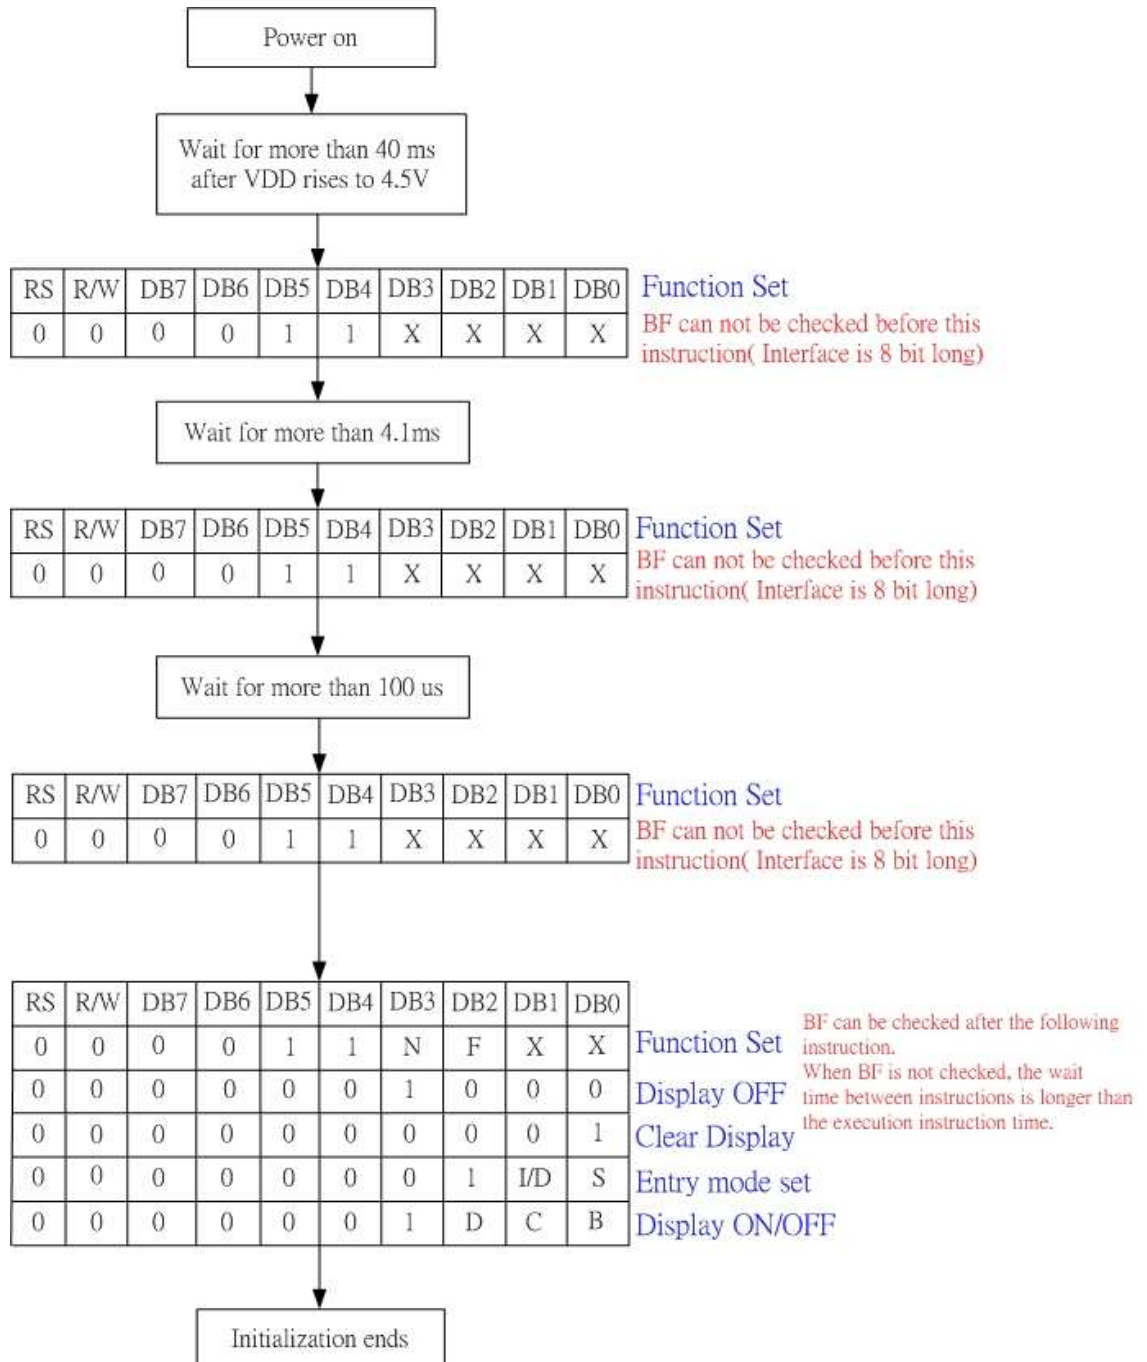 Power on
Wait for more than 40 ms
after VDD rises to 4.5V
RS R/W DB7 DB6 DB5 DB4 DB3 DB2 DB1 DB0 Function Set
0 0 0 0 1 1 X X X X BF can not be checked before this
instruction( Interface is 8 bit long)
Wait for more than 4.1ms
RS R/W DB7 DB6 DB5 DB4 DB3 DB2 DB1 DB0 Function Set
0 0 0 0 1 1 X X X X BF can not be checked before this
instruction( Interface is 8 bit long)
Wait for more than 100 us
RS R/W DB7 DB6 DB5 DB4 DB3 DB2 DB1 DB0 Function Set
0 0 0 0 1 1 X X X X BF can not be checked before this
instruction( Interface is 8 bit long)
RS R/W DB7 DB6 DB5 DB4 DB3 DB2 DB1 DB0
0 0 0 0 1 1 N F X X Function Set
0 0 0 0 0 0 1 0 0 0 Display OFF
0 0 0 0 0 0 0 0 0 1 Clear Display
0 0 0 0 0 0 0 1 I/D S Entry mode set
0 0 0 0 0 0 1 D C B Display ON/OFF
BF can be checked after the following
instruction.
When BF is not checked, the wait
time between instructions is longer than
the execution instruction time.
Initialization ends